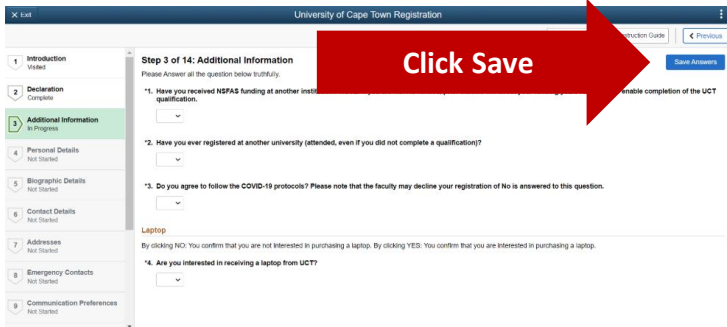 X Exit
University of Cape Town Registration
struction Guide
< Previous
1 Introduction
Visited
2 Declaration
Complete
3 Additional Information
In Progress
4 Personal Details
Not Started
5 Biographic Details
Not Started
6 Contact Details
Not Started
7 Addresses
Not Started
8 Emergency Contacts
Not Started
9 Communication Preferences
Not Started
Step 3 of 14: Additional Information
Please Answer all the question below truthfully.
Click Save
Save Answers
*1. Have you received NSFAS funding at another instit
enable completion of the UCT
qualification.
*2. Have you ever registered at another university (attended, even if you did not complete a qualification)?
*3. Do you agree to follow the COVID-19 protocols? Please note that the faculty may decline your registration of No is answered to this question.
Laptop
By clicking NO: You confirm that you are not interested in purchasing a laptop. By clicking YES: You confirm that you are interested in purchasing a laptop.
*4. Are you interested in receiving a laptop from UCT?